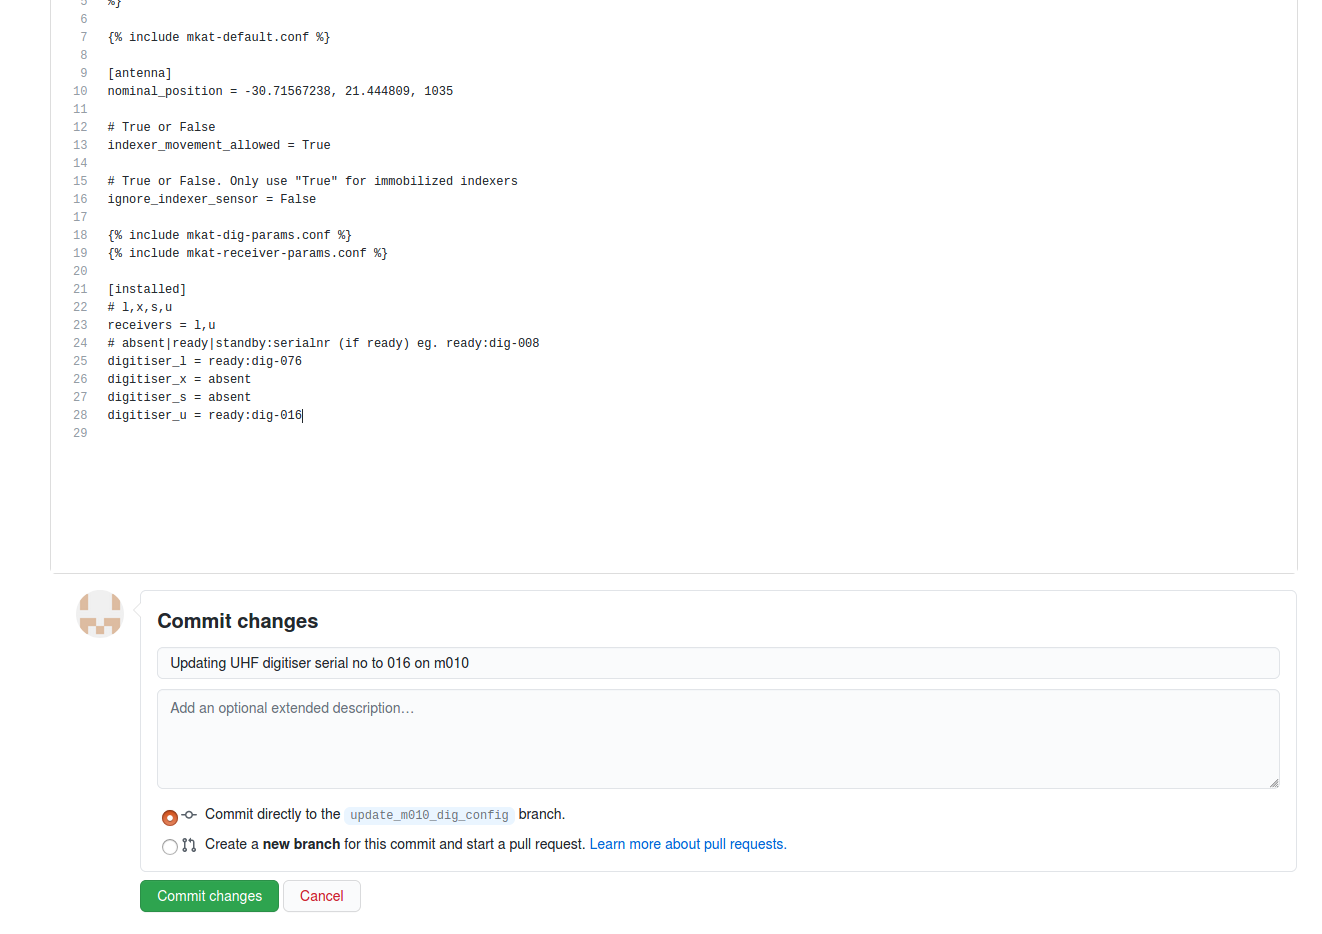 5 %}
6
7 {% include mkat-default.conf %}
8
9 [antenna]
10 nominal_position = -30.71567238, 21.444809, 1035
11
12 # True or False
13 indexer_movement_allowed = True
14
15 # True or False. Only use "True" for immobilized indexers
16 ignore_indexer_sensor = False
17
18 {% include mkat-dig-params.conf %}
19 {% include mkat-receiver-params.conf %}
20
21 [installed]
22 # l,x,s,u
23 receivers = l,u
24 # absent|ready|standby:serialnr (if ready) eg. ready:dig-008
25 digitiser_l = ready:dig-076
26 digitiser_x = absent
27 digitiser_s = absent
28 digitiser_u = ready:dig-016
29
Commit changes
Updating UHF digitiser serial no to 016 on m010
Add an optional extended description…
Commit directly to the update_m010_dig_config branch.
Create a new branch for this commit and start a pull request. Learn more about pull requests.
Commit changes Cancel